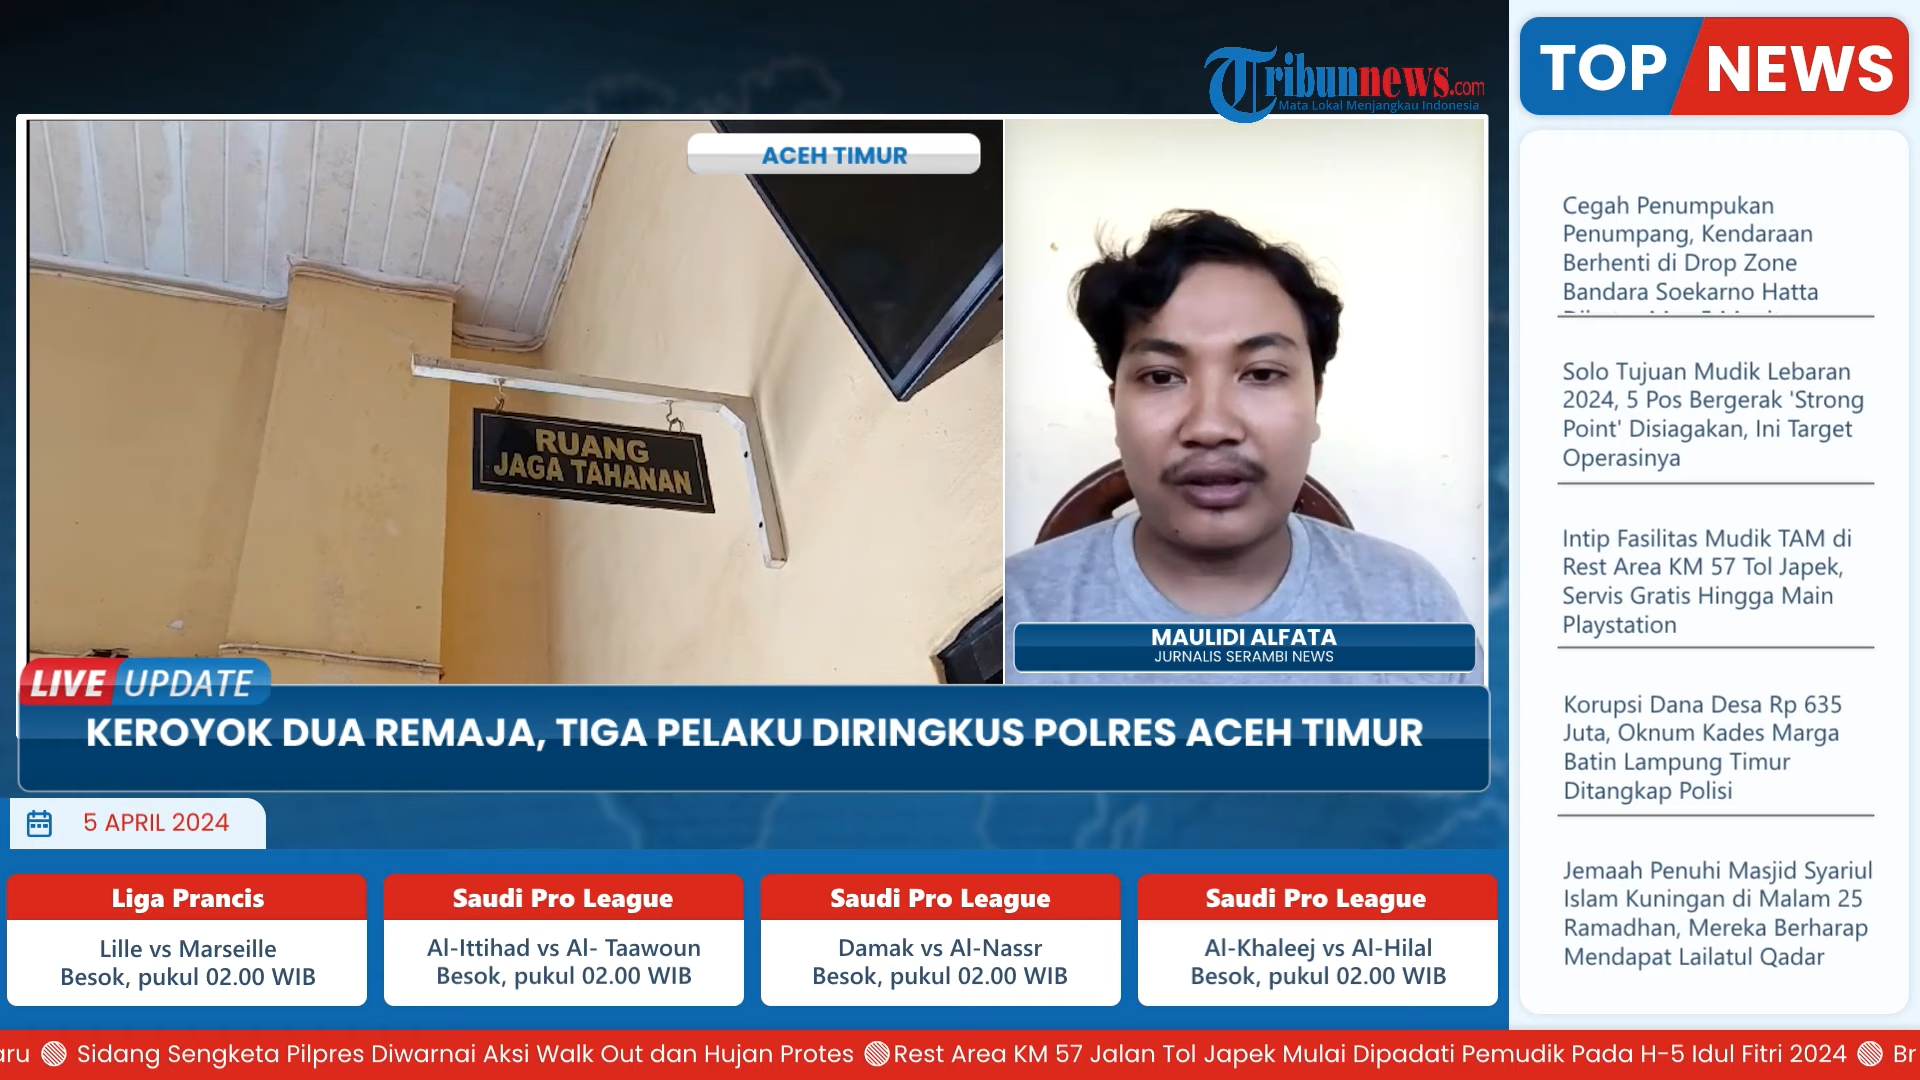 Tribunnews.com
Mata Lokal Menjangkau Indonesia
TOP NEWS
ACEH TIMUR
RUANG
JAGA TAHANAN
MAULIDI ALFATA
JURNALIS SERAMBI NEWS
LIVE UPDATE
KEROYOK DUA REMAJA, TIGA PELAKU DIRINGKUS POLRES ACEH TIMUR
5 APRIL 2024
Liga Prancis
Lille vs Marseille
Besok, pukul 02.00 WIB
Saudi Pro League
Al-Ittihad vs Al- Taawoun
Besok, pukul 02.00 WIB
Saudi Pro League
Damak vs Al-Nassr
Besok, pukul 02.00 WIB
Saudi Pro League
Al-Khaleej vs Al-Hilal
Besok, pukul 02.00 WIB
Cegah Penumpukan
Penumpang, Kendaraan
Berhenti di Drop Zone
Bandara Soekarno Hatta
Solo Tujuan Mudik Lebaran
2024, 5 Pos Bergerak 'Strong
Point' Disiagakan, Ini Target
Operasinya
Intip Fasilitas Mudik TAM di
Rest Area KM 57 Tol Japek,
Servis Gratis Hingga Main
Playstation
Korupsi Dana Desa Rp 635
Juta, Oknum Kades Marga
Batin Lampung Timur
Ditangkap Polisi
Jemaah Penuhi Masjid Syariul
Islam Kuningan di Malam 25
Ramadhan, Mereka Berharap
Mendapat Lailatul Qadar
aru Sidang Sengketa Pilpres Diwarnai Aksi Walk Out dan Hujan Protes Rest Area KM 57 Jalan Tol Japek Mulai Dipadati Pemudik Pada H-5 Idul Fitri 2024 Br